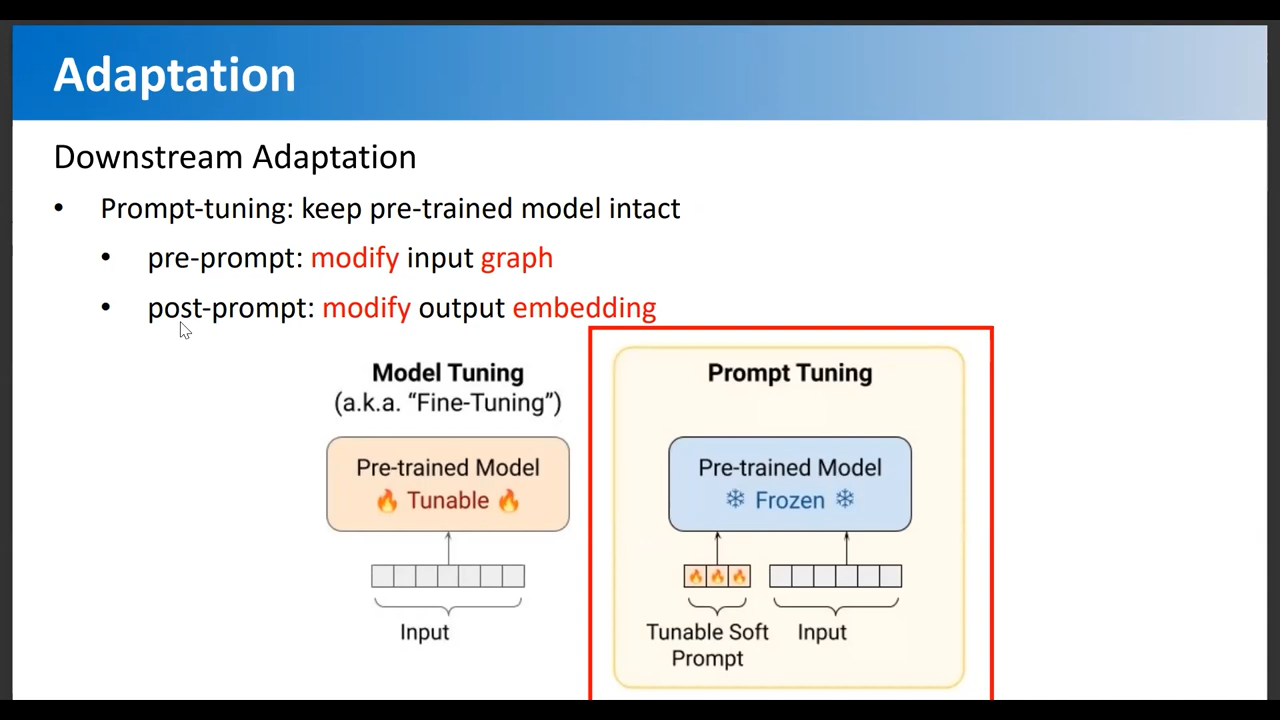 Adaptation
Downstream Adaptation
• Prompt-tuning: keep pre-trained model intact
• pre-prompt: modify input graph
• post-prompt: modify output embedding
Model Tuning
(a.k.a. “Fine-Tuning”)
Pre-trained Model
🔥 Tunable 🔥
Input
Prompt Tuning
Pre-trained Model
❄ Frozen ❄
Tunable Soft
Prompt
Input